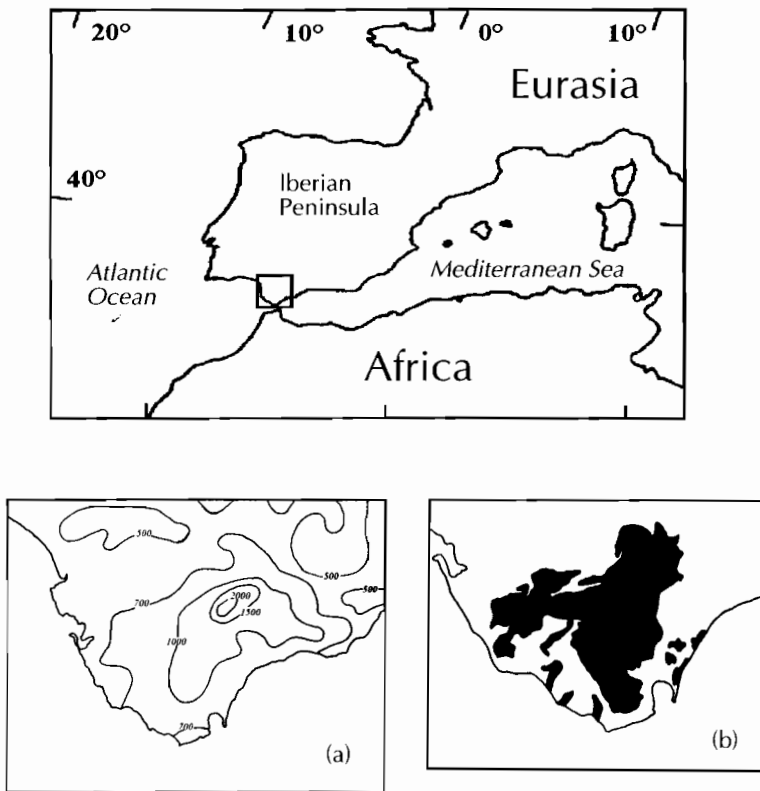 20°
10°
0°
10°
Eurasia
40°
Iberian
Peninsula
Atlantic
Ocean
Mediterranean Sea
Africa
500
500
500
700
2000
1500
1000
700
(a)
(b)